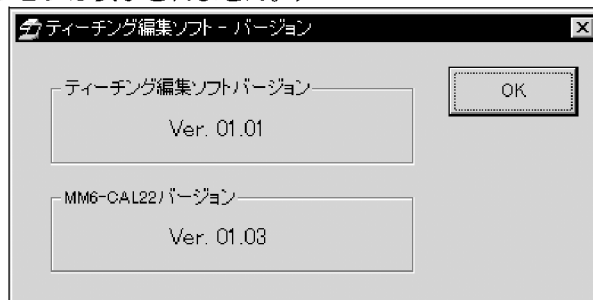 ティーチング編集ソフト - バージョン
ティーチング編集ソフトバージョン
OK
Ver. 01.01
MM6-CAL22バージョン
Ver. 01.03